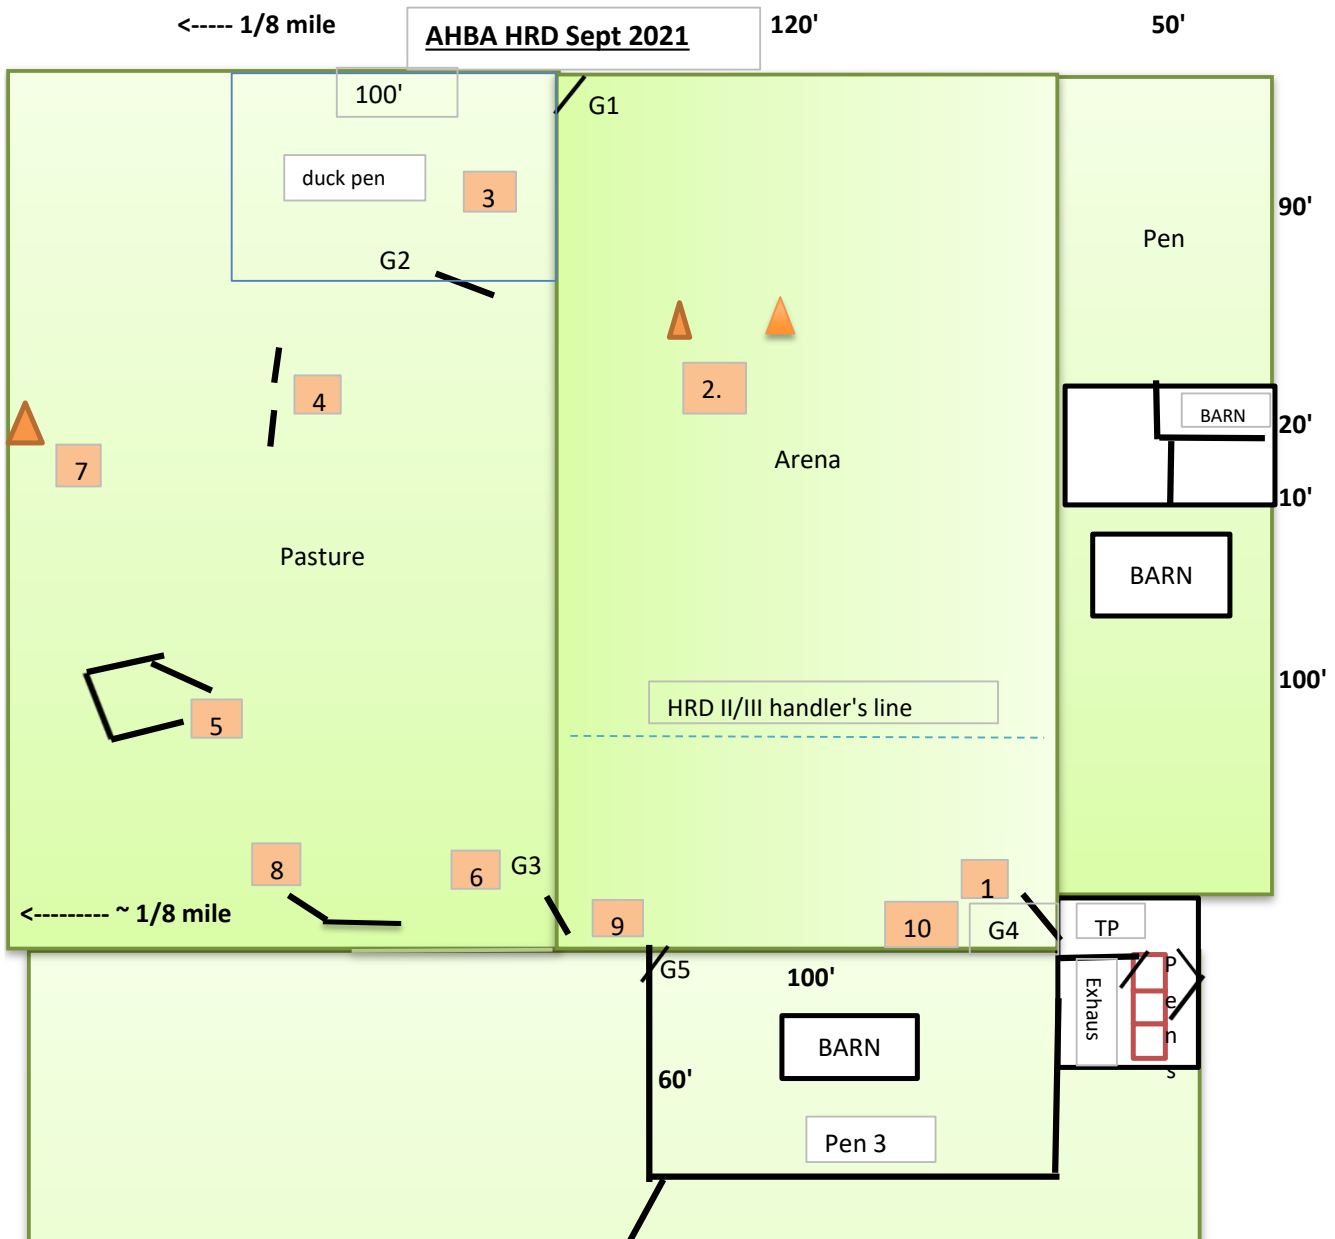 <----- 1/8 mile
AHBA HRD Sept 2021
120'
50'
100'
G1
duck pen
3
90'
Pen
G2
4
2.
BARN
20'
7
Arena
10'
Pasture
BARN
100'
HRD II/III handler's line
5
8
6
G3
1
<--------- ~ 1/8 mile
9
10
G4
TP
G5
100'
Exhaus
Pens
BARN
60'
Pen 3